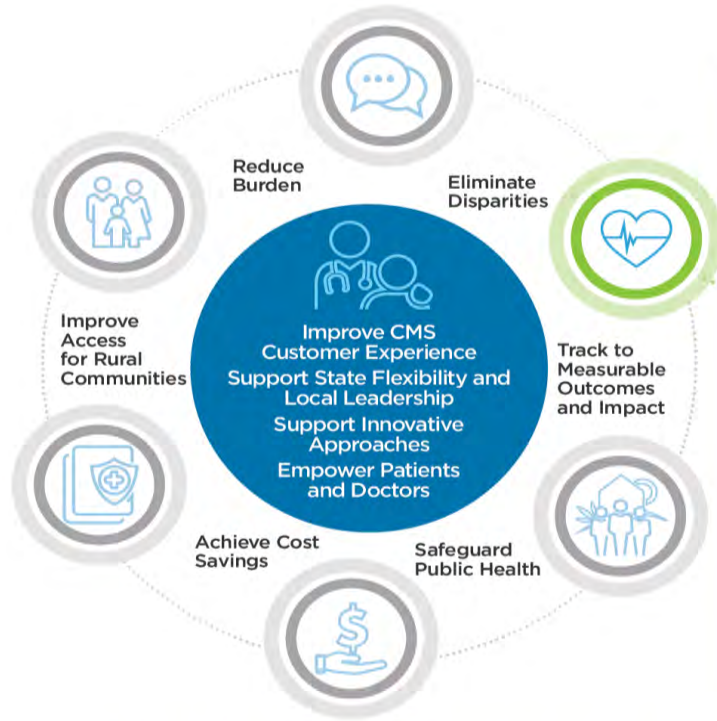 Reduce
Burden
Eliminate
Disparities
Improve CMS
Customer Experience
Support State Flexibility and
Local Leadership
Support Innovative
Approaches
Empower Patients
and Doctors
Improve
Access
for Rural
Communities
Track to
Measurable
Outcomes
and Impact
Achieve Cost
Savings
Safeguard
Public Health
$